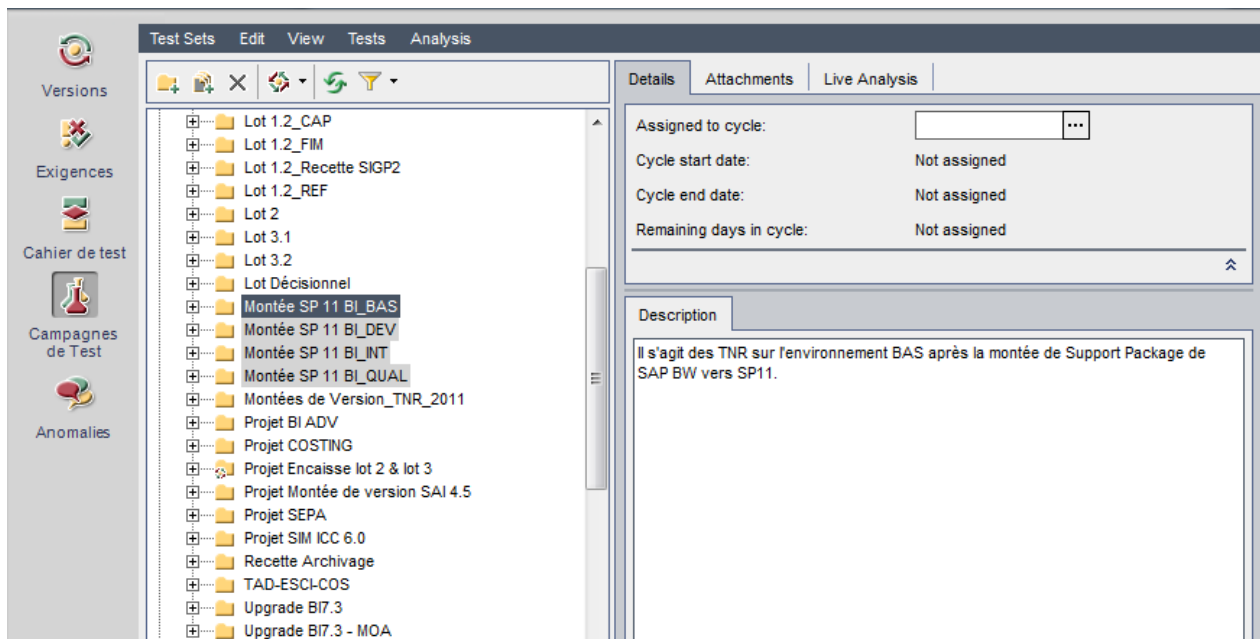 Test Sets Edit View Tests Analysis
Versions
Exigences
Cahier de test
Campagnes
de Test
Anomalies
Lot 1.2_CAP
Lot 1.2_FIM
Lot 1.2_Recette SIGP2
Lot 1.2_REF
Lot 2
Lot 3.1
Lot 3.2
Lot Décisionnel
Montée SP 11 BI_BAS
Montée SP 11 BI_DEV
Montée SP 11 BI_INT
Montée SP 11 BI_QUAL
Montées de Version_TNR_2011
Projet BI ADV
Projet COSTING
Projet Encaisse lot 2 & lot 3
Projet Montée de version SAI 4.5
Projet SEPA
Projet SIM ICC 6.0
Recette Archivage
TAD-ESCI-COS
Upgrade BI7.3
Upgrade BI7.3 - MOA
Details Attachments Live Analysis
Assigned to cycle: ...
Cycle start date: Not assigned
Cycle end date: Not assigned
Remaining days in cycle: Not assigned
Description
Il s'agit des TNR sur l'environnement BAS après la montée de Support Package de
SAP BW vers SP11.